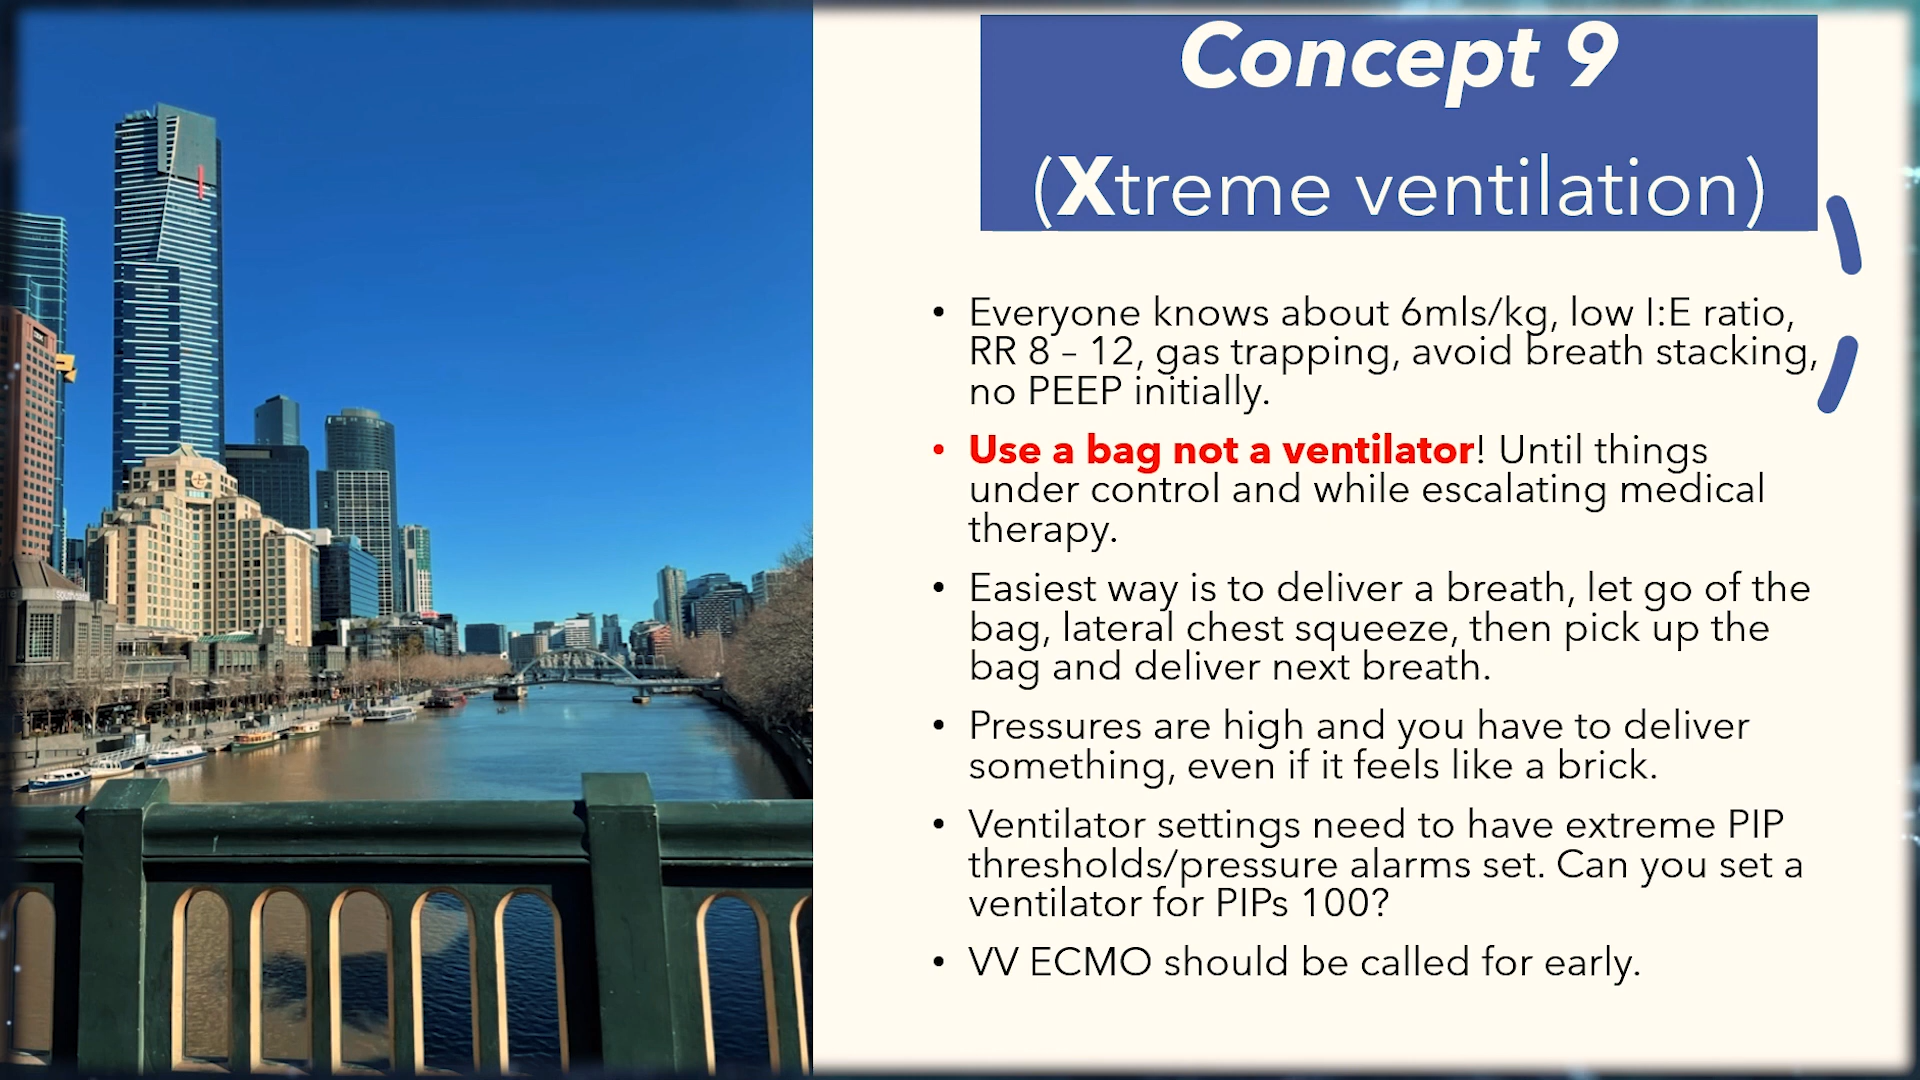 Concept 9
(Xtreme ventilation)
• Everyone knows about 6mls/kg, low I:E ratio,
RR 8 – 12, gas trapping, avoid breath stacking,
no PEEP initially.
• Use a bag not a ventilator! Until things
under control and while escalating medical
therapy.
• Easiest way is to deliver a breath, let go of the
bag, lateral chest squeeze, then pick up the
bag and deliver next breath.
• Pressures are high and you have to deliver
something, even if it feels like a brick.
• Ventilator settings need to have extreme PIP
thresholds/pressure alarms set. Can you set a
ventilator for PIPs 100?
• VV ECMO should be called for early.